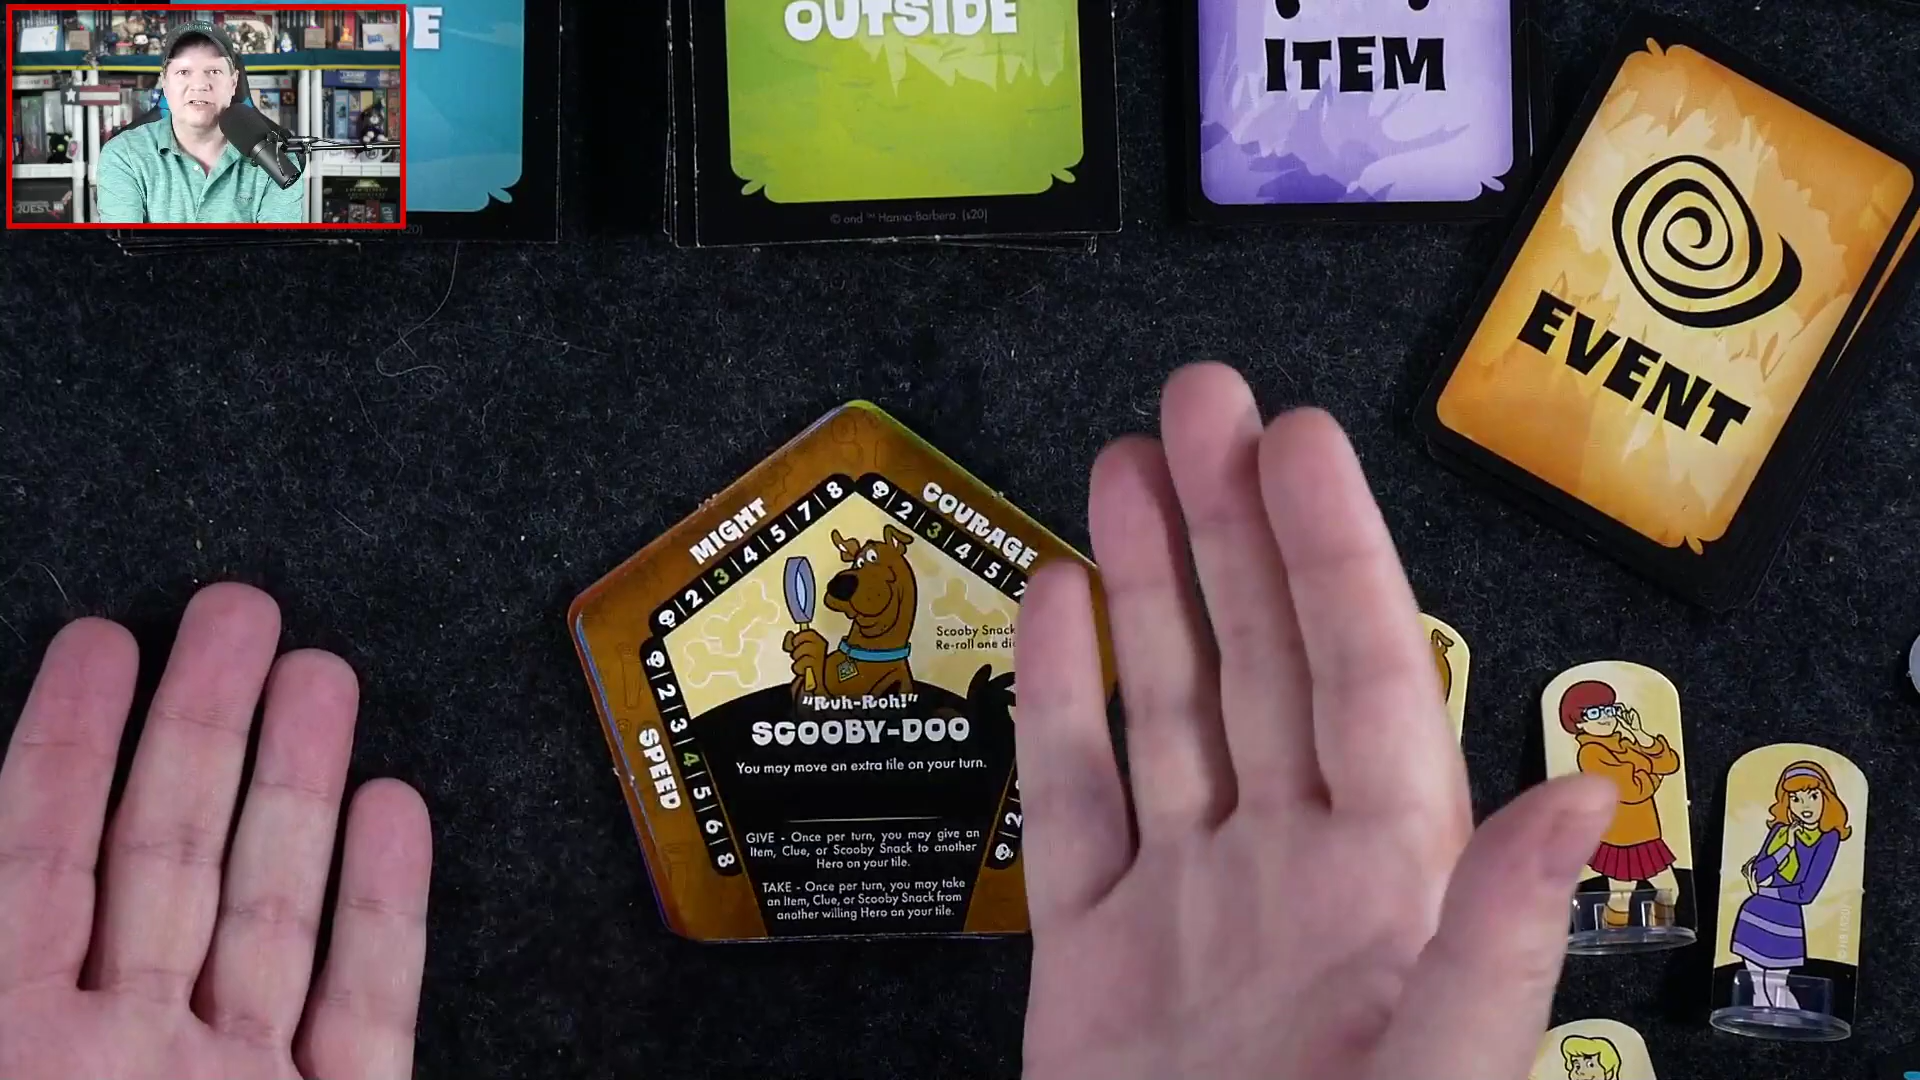 DE
OUTSIDE
ITEM
© and ™ Hanna-Barbera. (s20)
EVENT
MIGHT
2 3 4 5 7 8
COURAGE
2 3 4 5 7
SPEED
2 3 4 5 6 8
Scooby Snack
Re-roll one
"Ruh-Roh!"
SCOOBY-DOO
You may move an extra tile on your turn.
GIVE - Once per turn, you may give an
Item, Clue, or Scooby Snack to another
Hero on your tile.
TAKE - Once per turn, you may take
an Item, Clue, or Scooby Snack from
another willing Hero on your tile.
2